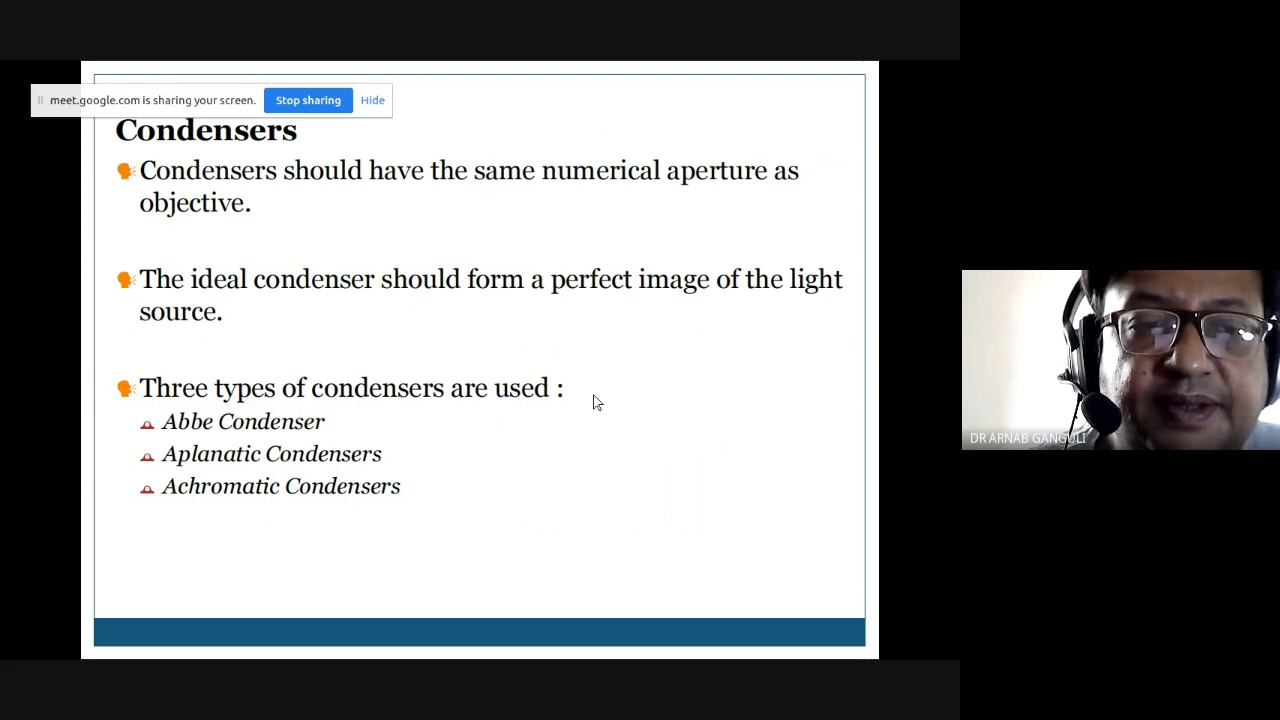 meet.google.com is sharing your screen. Stop sharing Hide
Condensers
Condensers should have the same numerical aperture as
objective.
The ideal condenser should form a perfect image of the light
source.
Three types of condensers are used :
Abbe Condenser
Aplanatic Condensers
Achromatic Condensers
DR ARNAB GANGULI